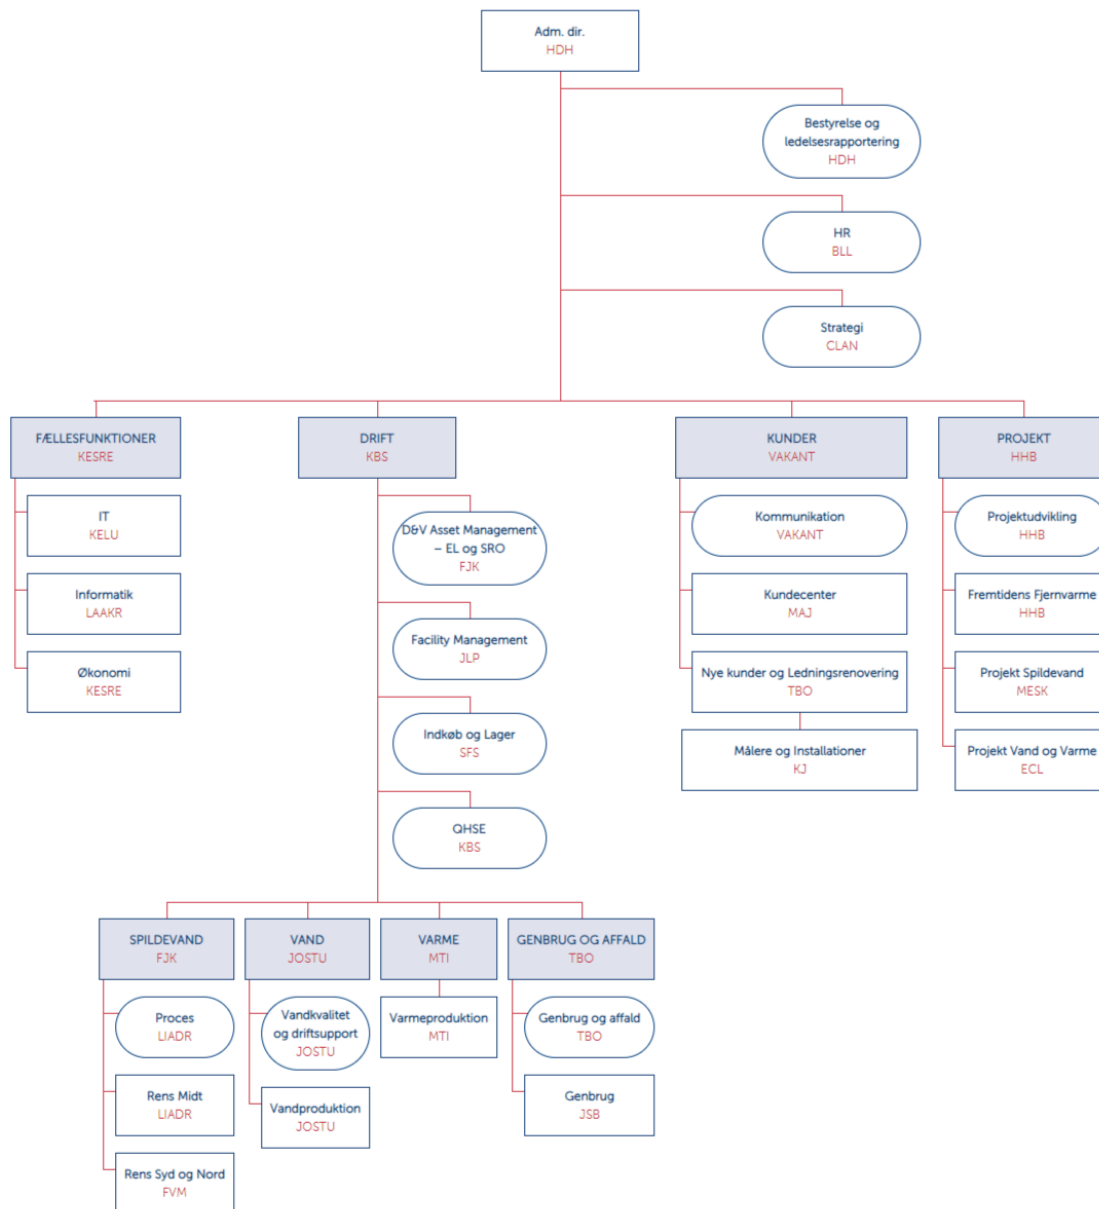 Adm. dir.
HDH
Bestyrelse og
ledelsesrapportering
HDH
HR
BLL
Strategi
CLAN
FÆLLESFUNKTIONER
KESRE
IT
KELU
Informatik
LAAKR
Økonomi
KESRE
DRIFT
KBS
D&V Asset Management
– EL og SRO
FJK
Facility Management
JLP
Indkøb og Lager
SFS
QHSE
KBS
KUNDER
VAKANT
Kommunikation
VAKANT
Kundecenter
MAJ
Nye kunder og Ledningsrenovering
TBO
Målere og Installationer
KJ
PROJEKT
HHB
Projektudvikling
HHB
Fremtidens Fjernvarme
HHB
Projekt Spildevand
MESK
Projekt Vand og Varme
ECL
SPILDEVAND
FJK
Proces
LIADR
Rens Midt
LIADR
Rens Syd og Nord
FVM
VAND
JOSTU
Vandkvalitet
og driftsupport
JOSTU
Vandproduktion
JOSTU
VARME
MTI
Varmeproduktion
MTI
GENBRUG OG AFFALD
TBO
Genbrug og affald
TBO
Genbrug
JSB